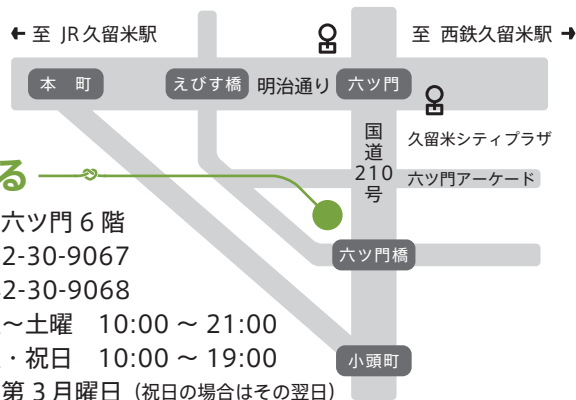 ← 至 JR久留米駅
至 西鉄久留米駅 →
本 町
えびす橋
明治通り
六ツ門
国道210号
久留米シティプラザ
六ツ門アーケード
る
六ツ門 6 階
2-30-9067
2-30-9068
～土曜 10:00 ～ 21:00
・祝日 10:00 ～ 19:00
第 3 月曜日 (祝日の場合はその翌日)
六ツ門橋
小頭町